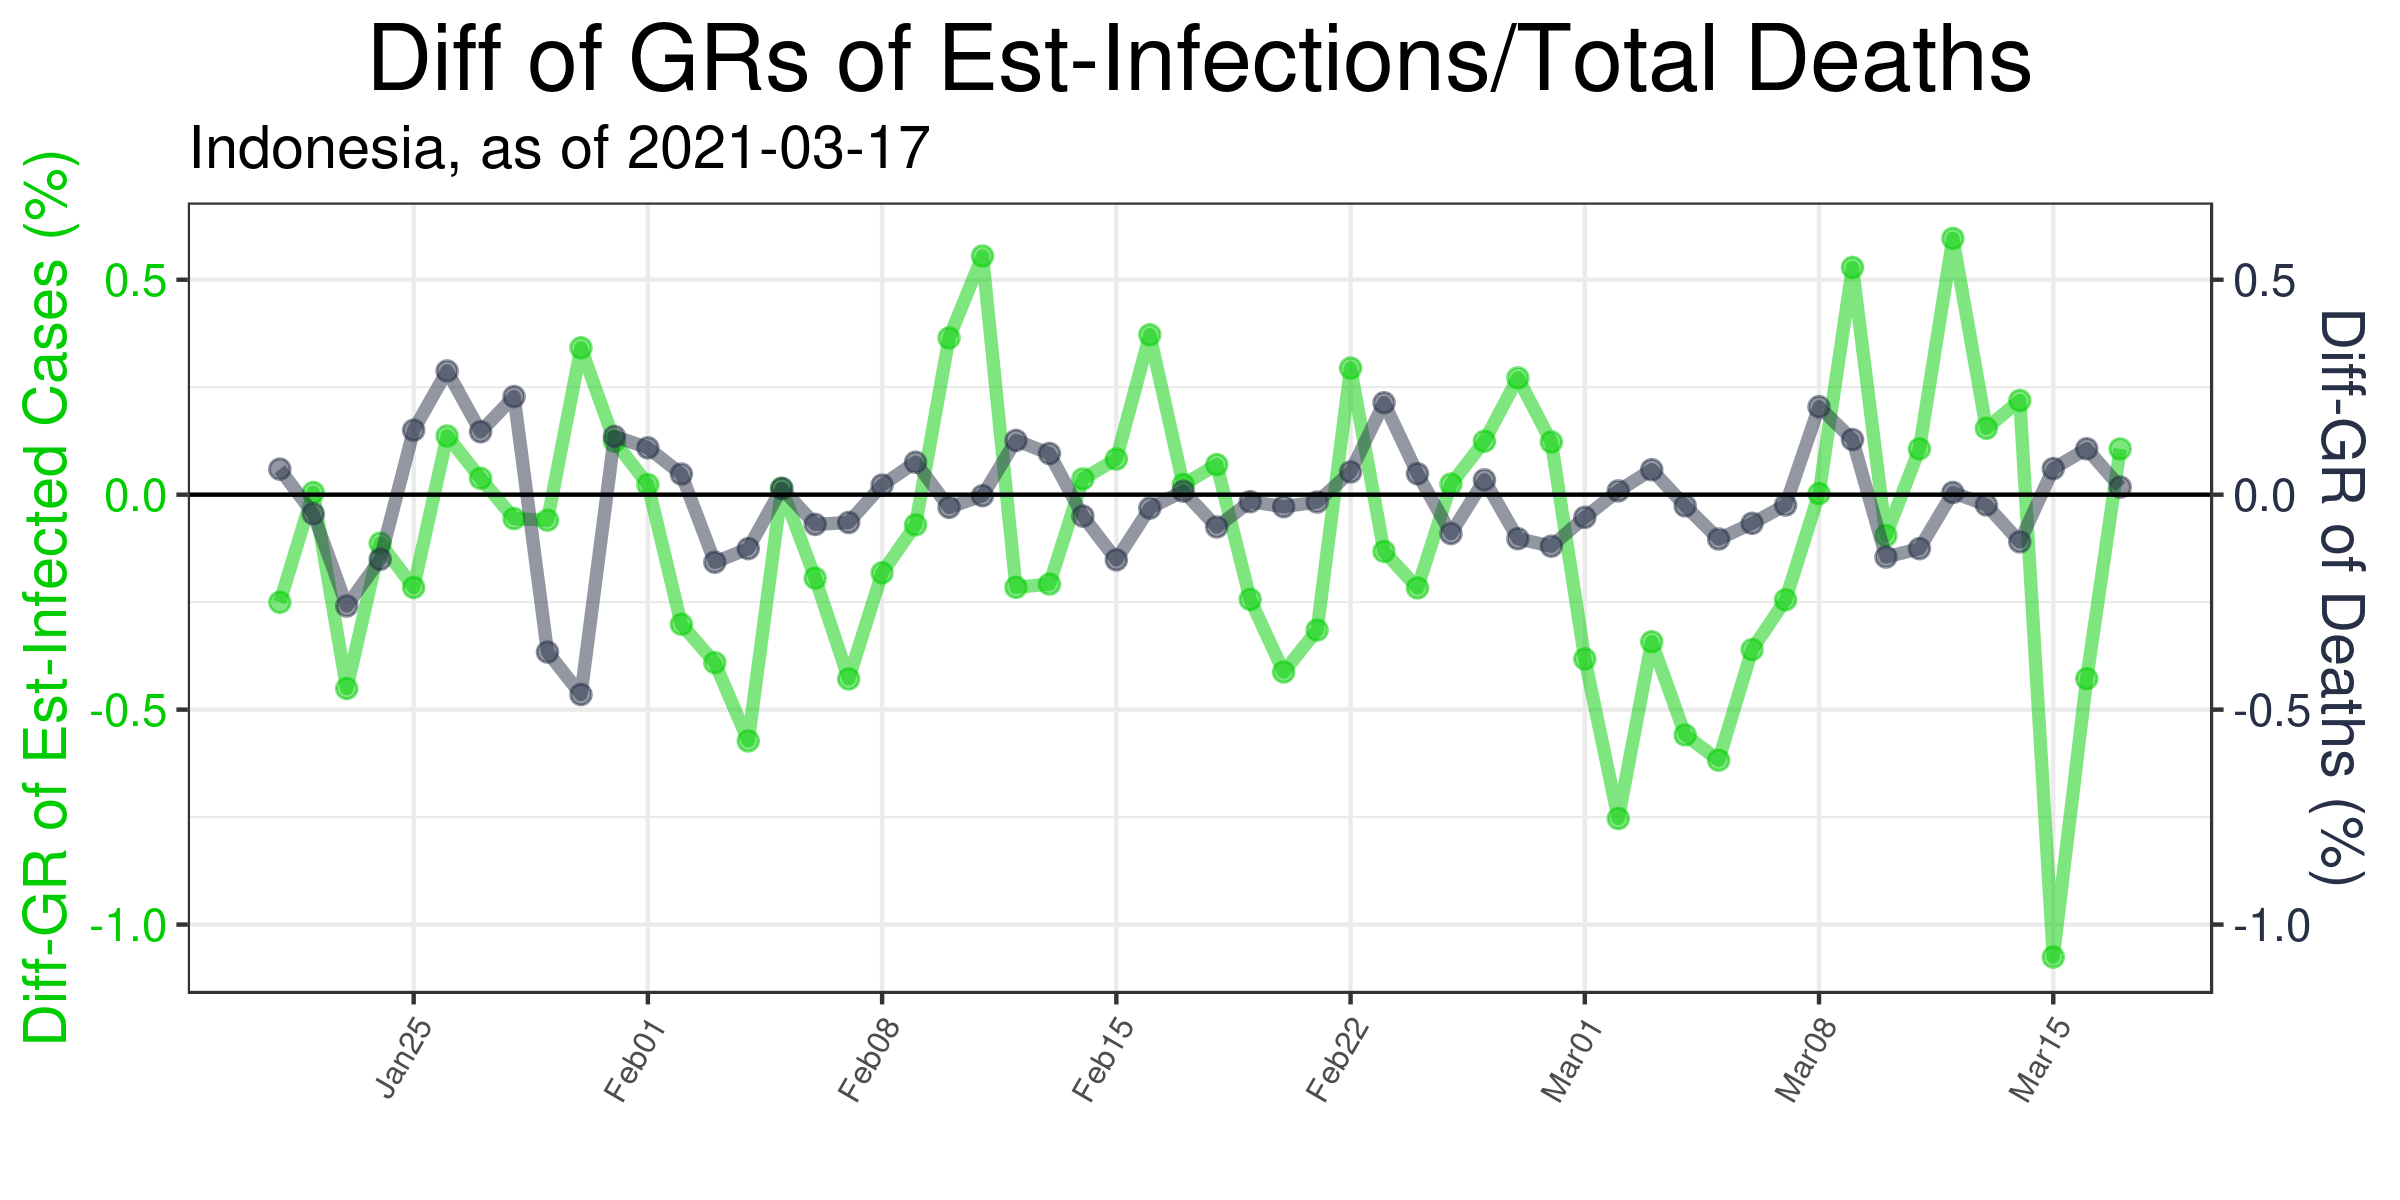 Diff of GRs of Est-Infections/Total Deaths
Indonesia, as of 2021-03-17
Diff-GR of Est-Infected Cases (%)
0.5
0.0
-0.5
-1.0
0.5
0.0
-0.5
-1.0
Diff-GR of Deaths (%)
Jan25
Feb01
Feb08
Feb15
Feb22
Mar01
Mar08
Mar15